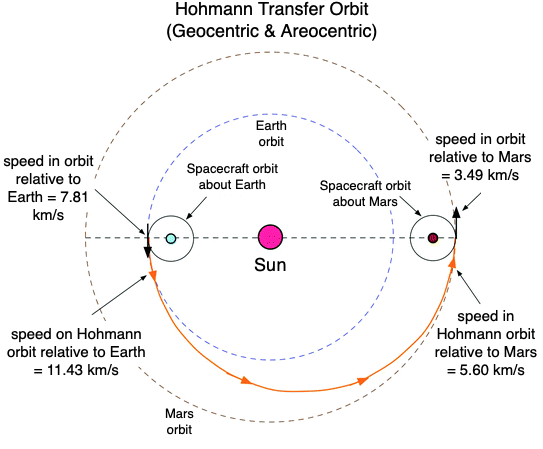 Hohmann Transfer Orbit
(Geocentric & Areocentric)
Earth
orbit
speed in orbit
relative to
Earth = 7.81
km/s
Spacecraft orbit
about Earth
Spacecraft orbit
about Mars
speed in orbit
relative to Mars
= 3.49 km/s
Sun
speed on Hohmann
orbit relative to Earth
= 11.43 km/s
speed in
Hohmann orbit
relative to Mars
= 5.60 km/s
Mars
orbit